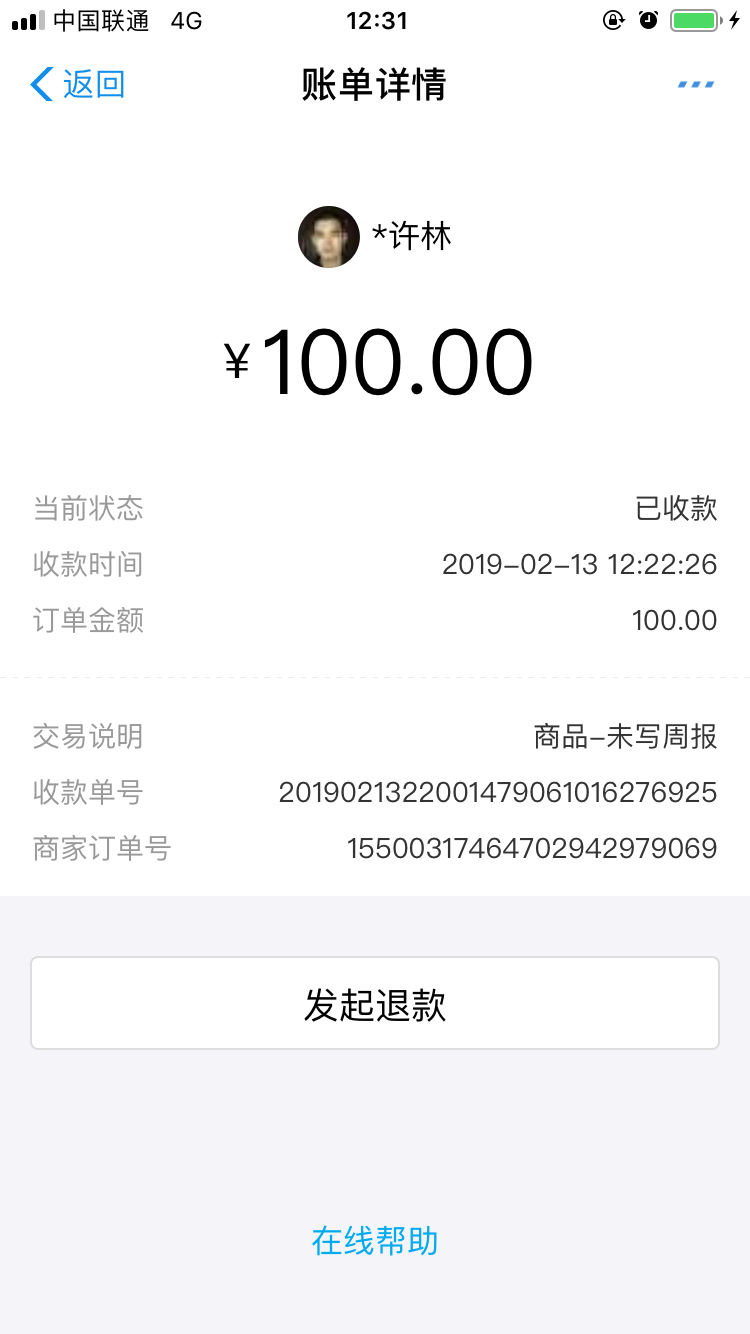 中国联通 4G 12:31
返回 账单详情
*许林
¥100.00
当前状态 已收款
收款时间 2019-02-13 12:22:26
订单金额 100.00
交易说明 商品-未写周报
收款单号 2019021322001479061016276925
商家订单号 15500317464702942979069
发起退款
在线帮助